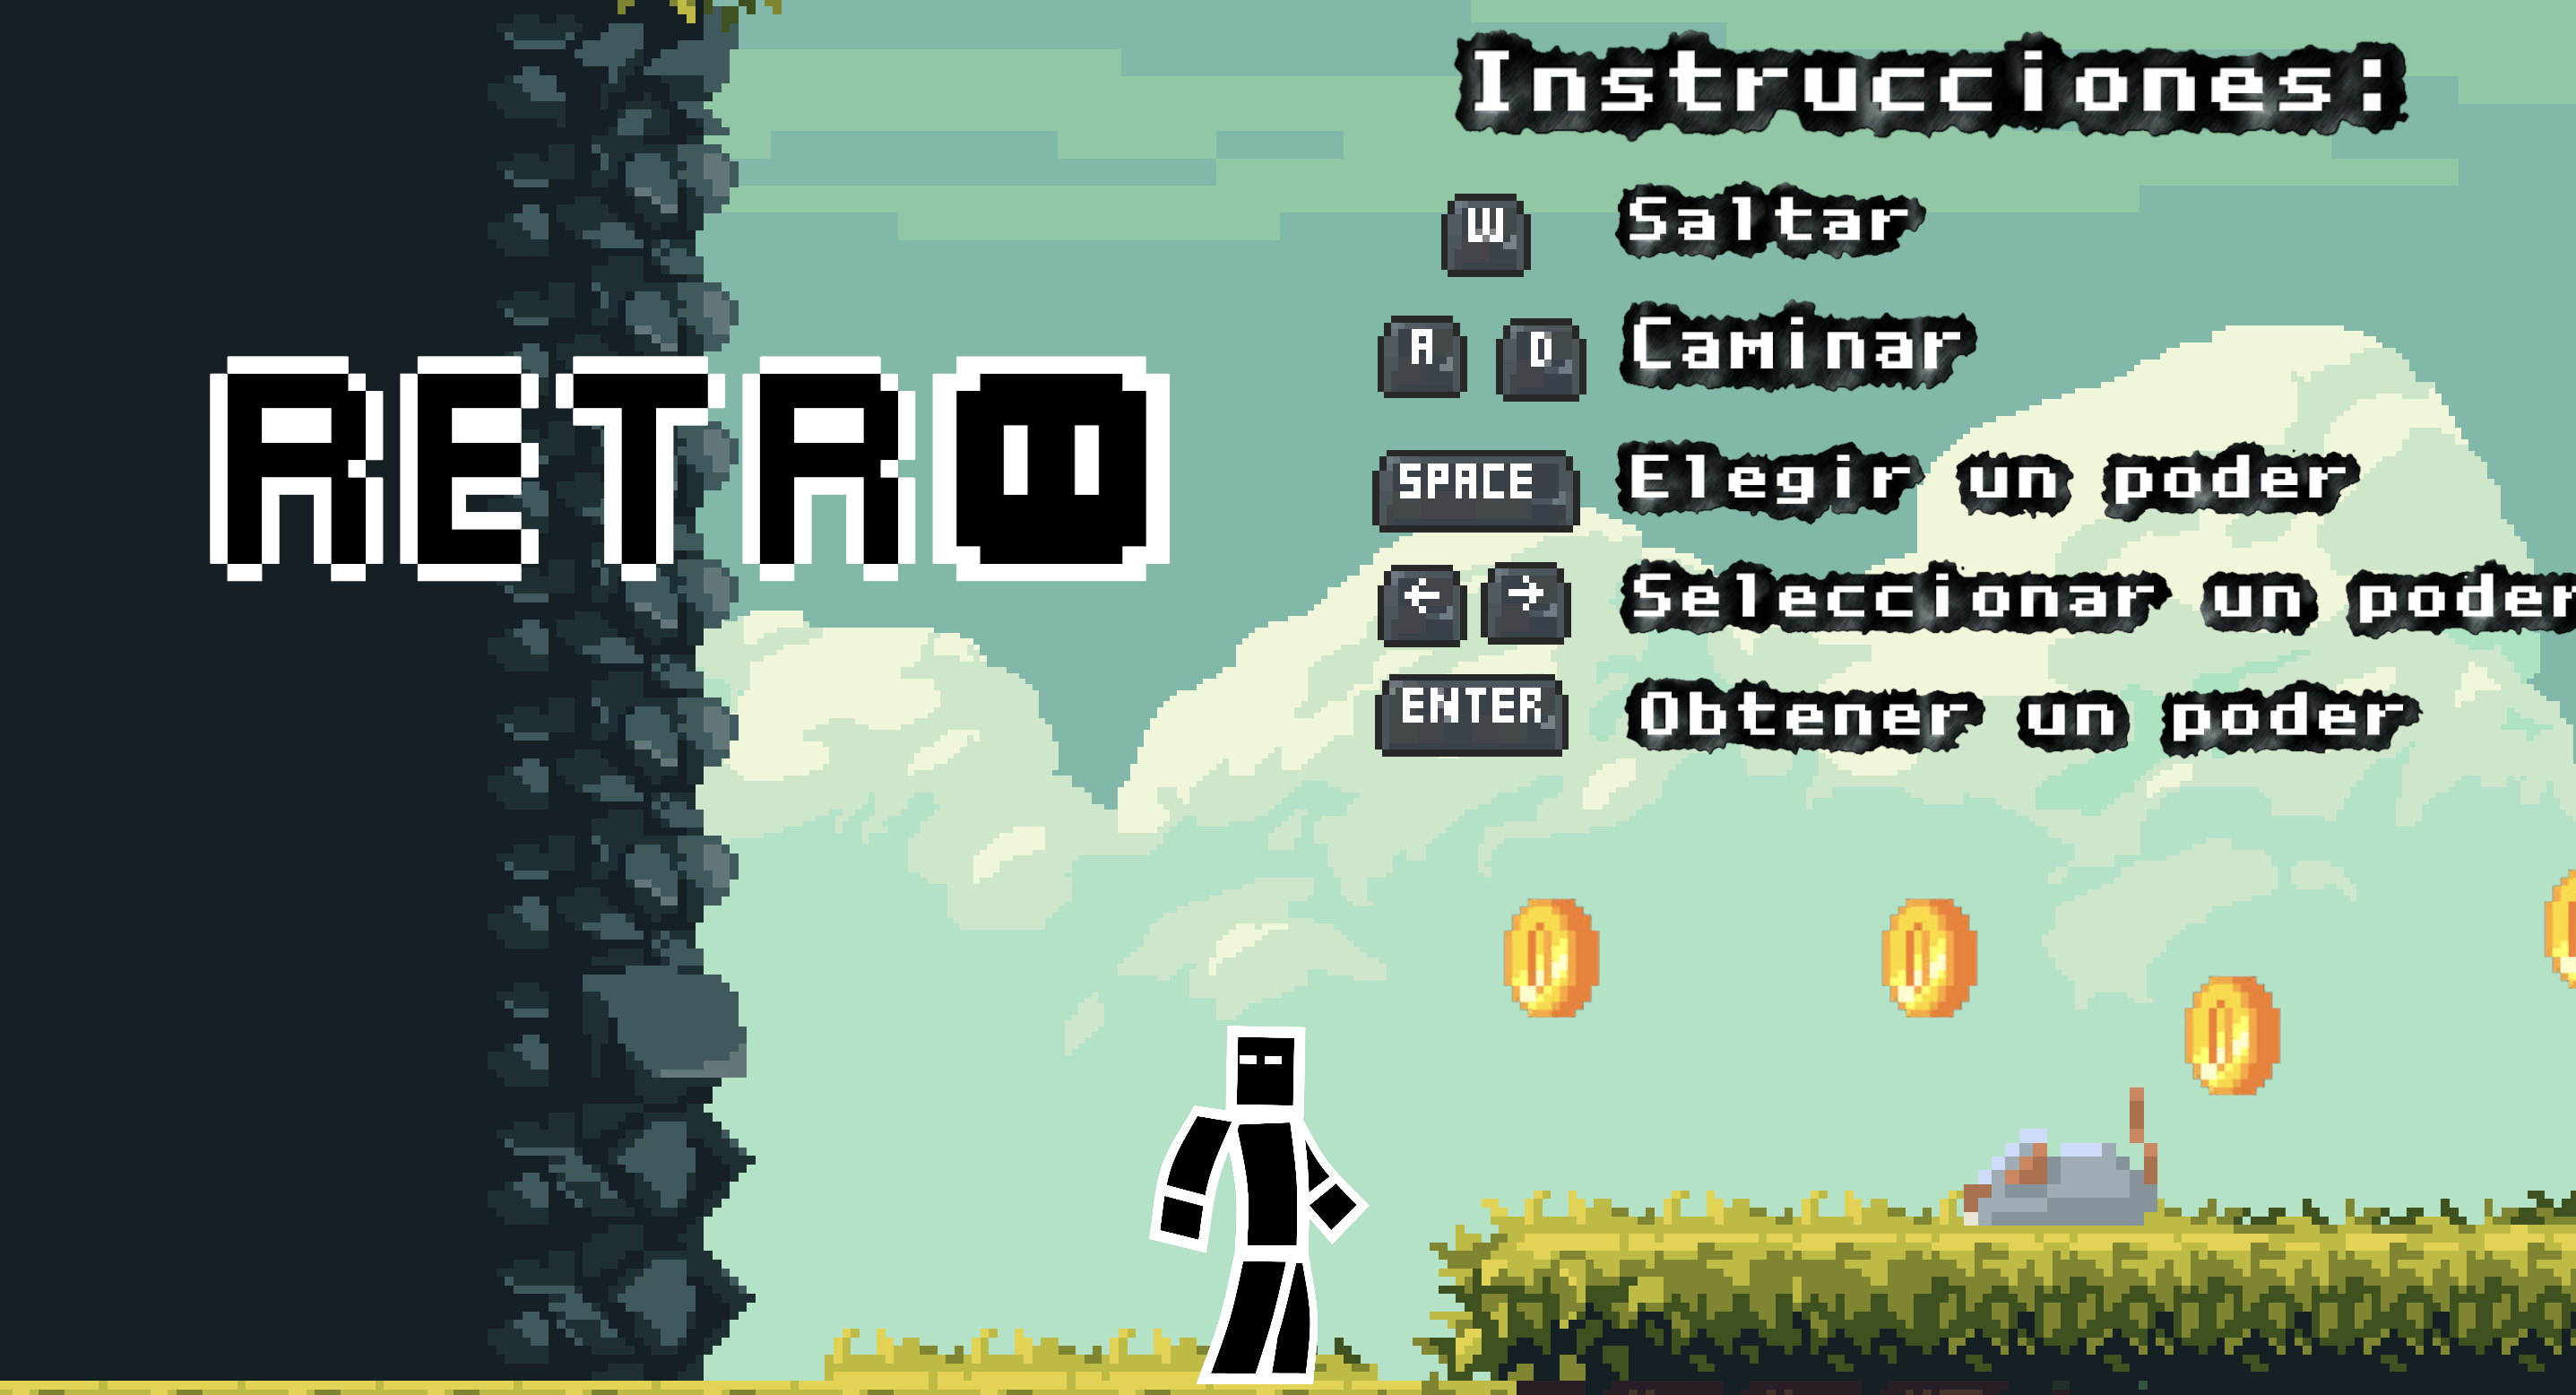 RETRO
Instrucciones:
W Saltar
A D Caminar
SPACE Elegir un poder
← → Seleccionar un poder
ENTER Obtener un poder